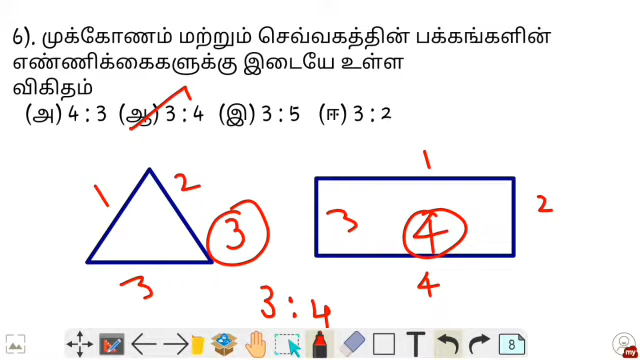 6). முக்கோணம் மற்றும் செவ்வகத்தின் பக்கங்களின்
எண்ணிக்கைகளுக்கு இடையே உள்ள
விகிதம்
(அ) 4 : 3 (ஆ) 3 : 4 (இ) 3 : 5 (ஈ) 3 : 2
1
1 2 2
3 3 4
3 4
3 : 4
T 8
my